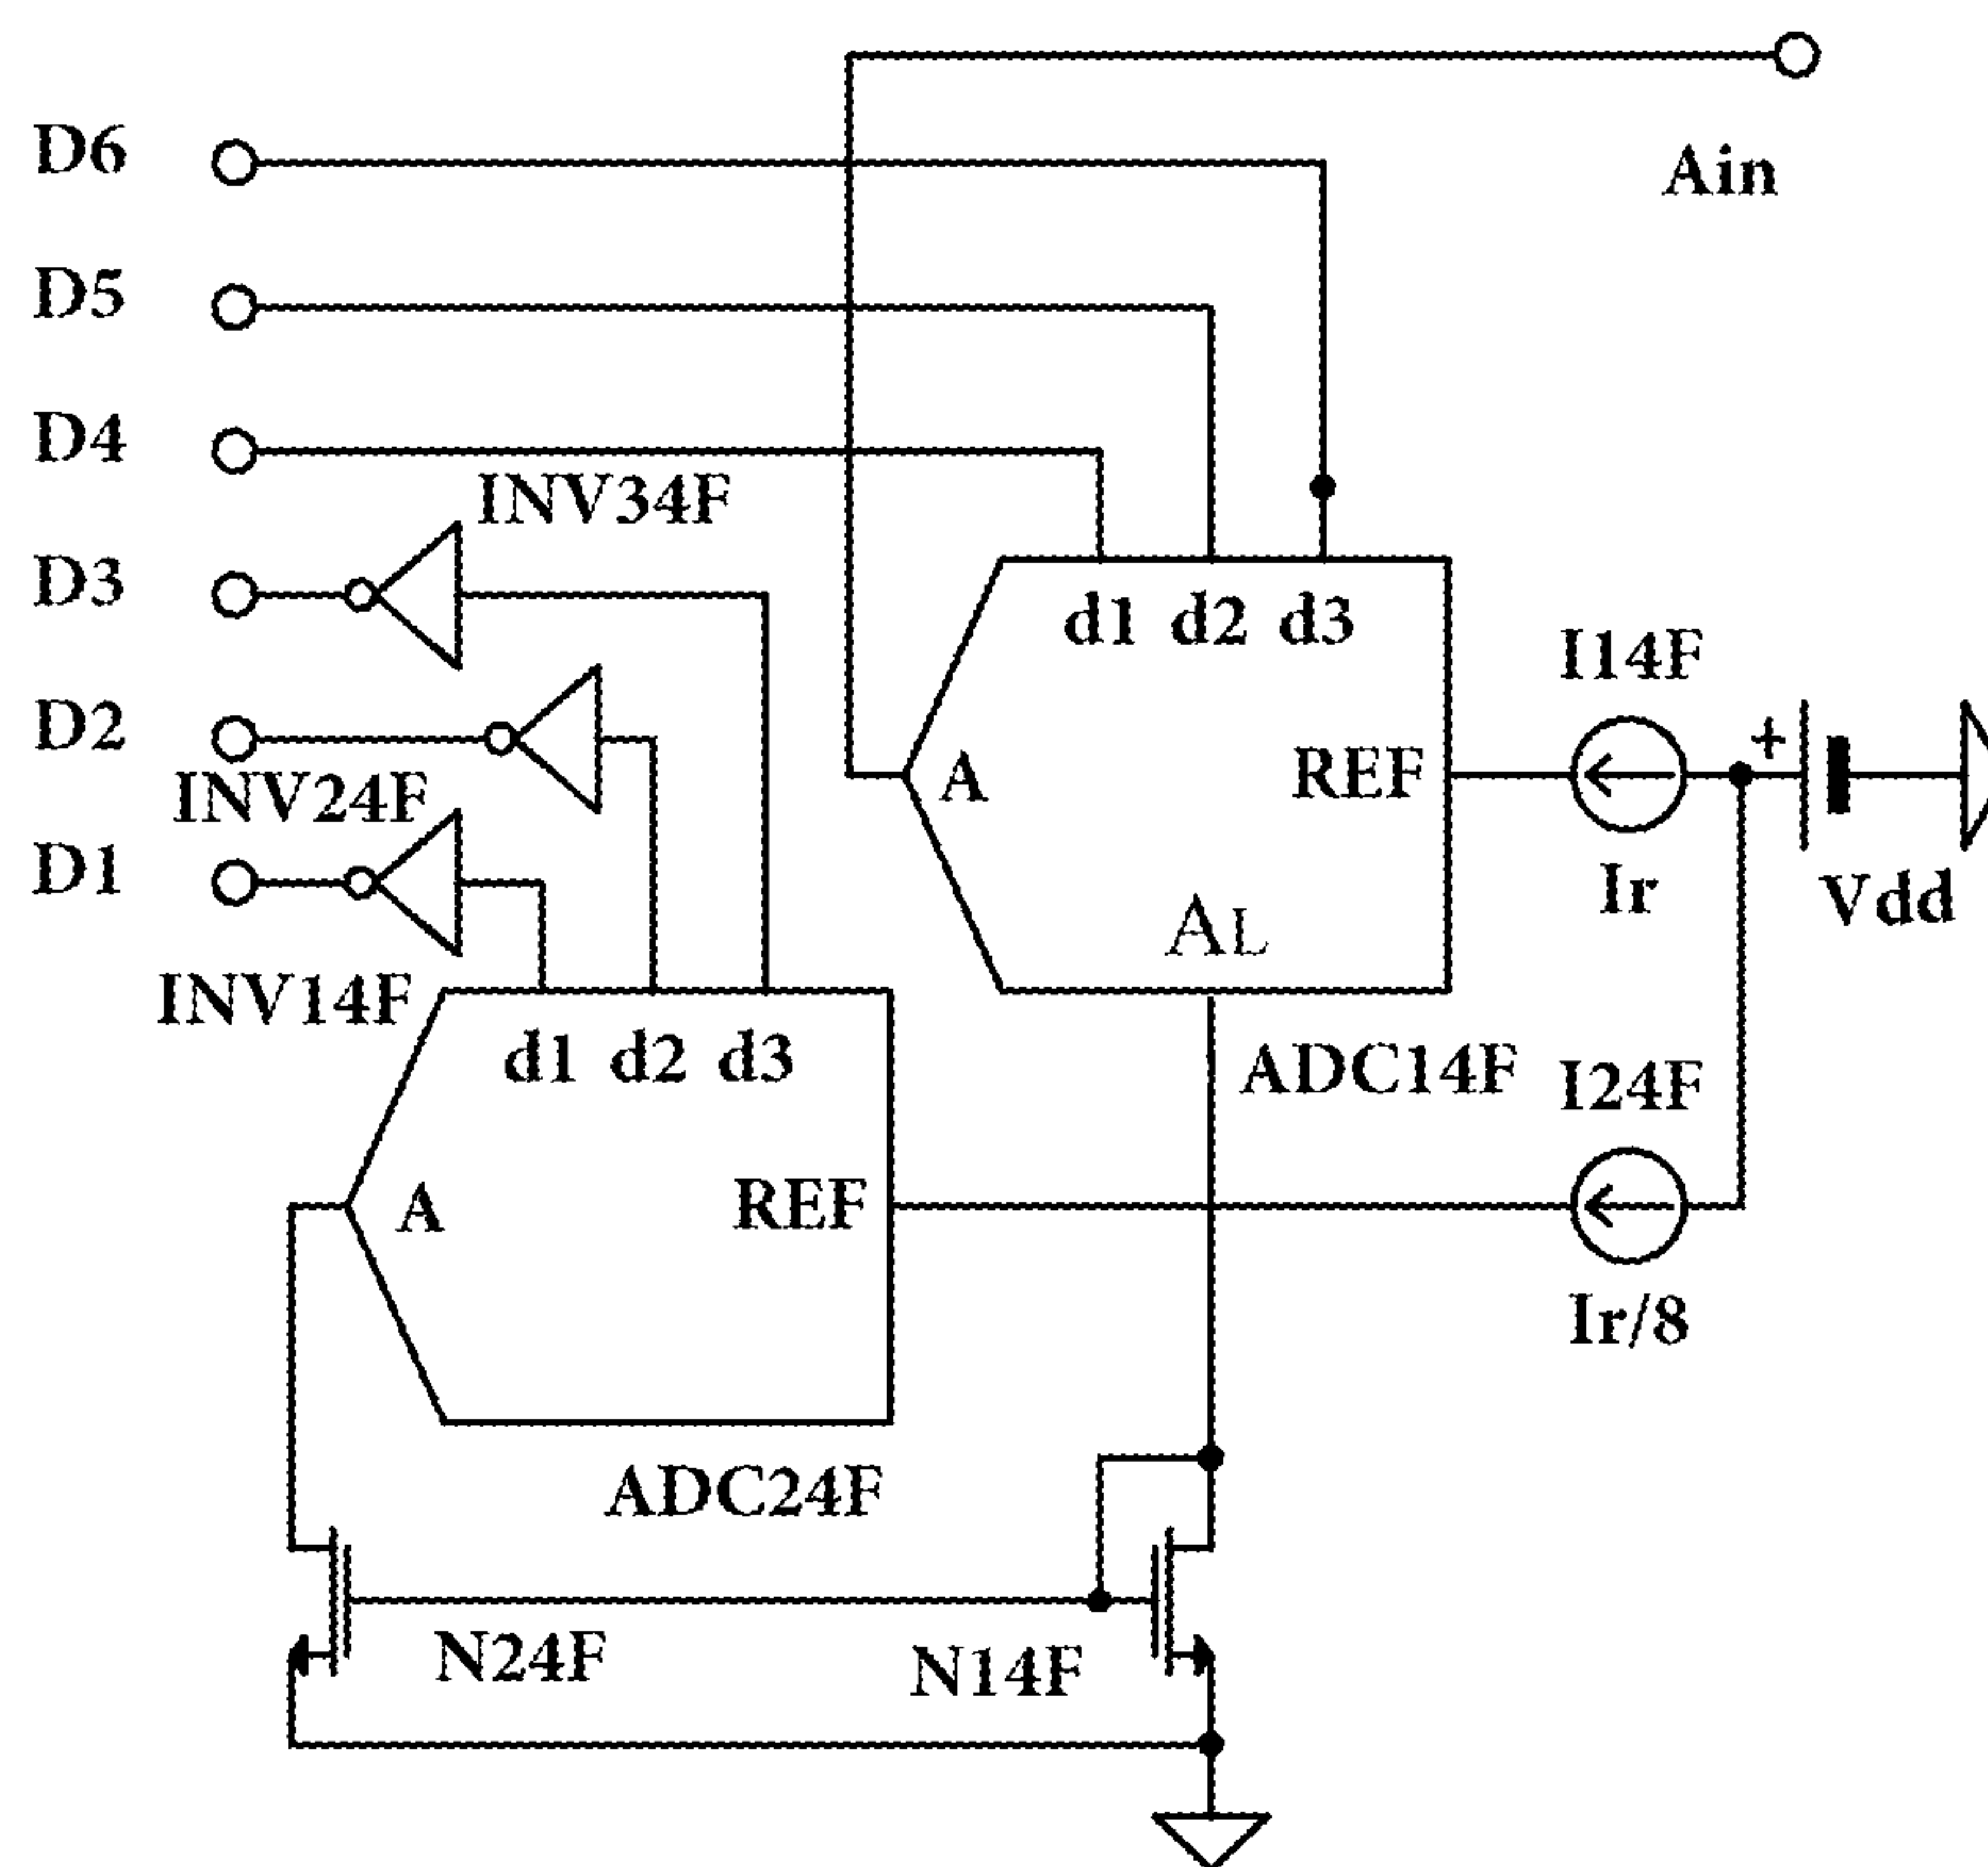 D6
Ain
D5
D4
INV34F
D3
d1 d2 d3
I14F
D2
A
REF
+
INV24F
D1
Ir
Vdd
AL
INV14F
d1 d2 d3
ADC14F
I24F
A
REF
Ir/8
ADC24F
N24F
N14F